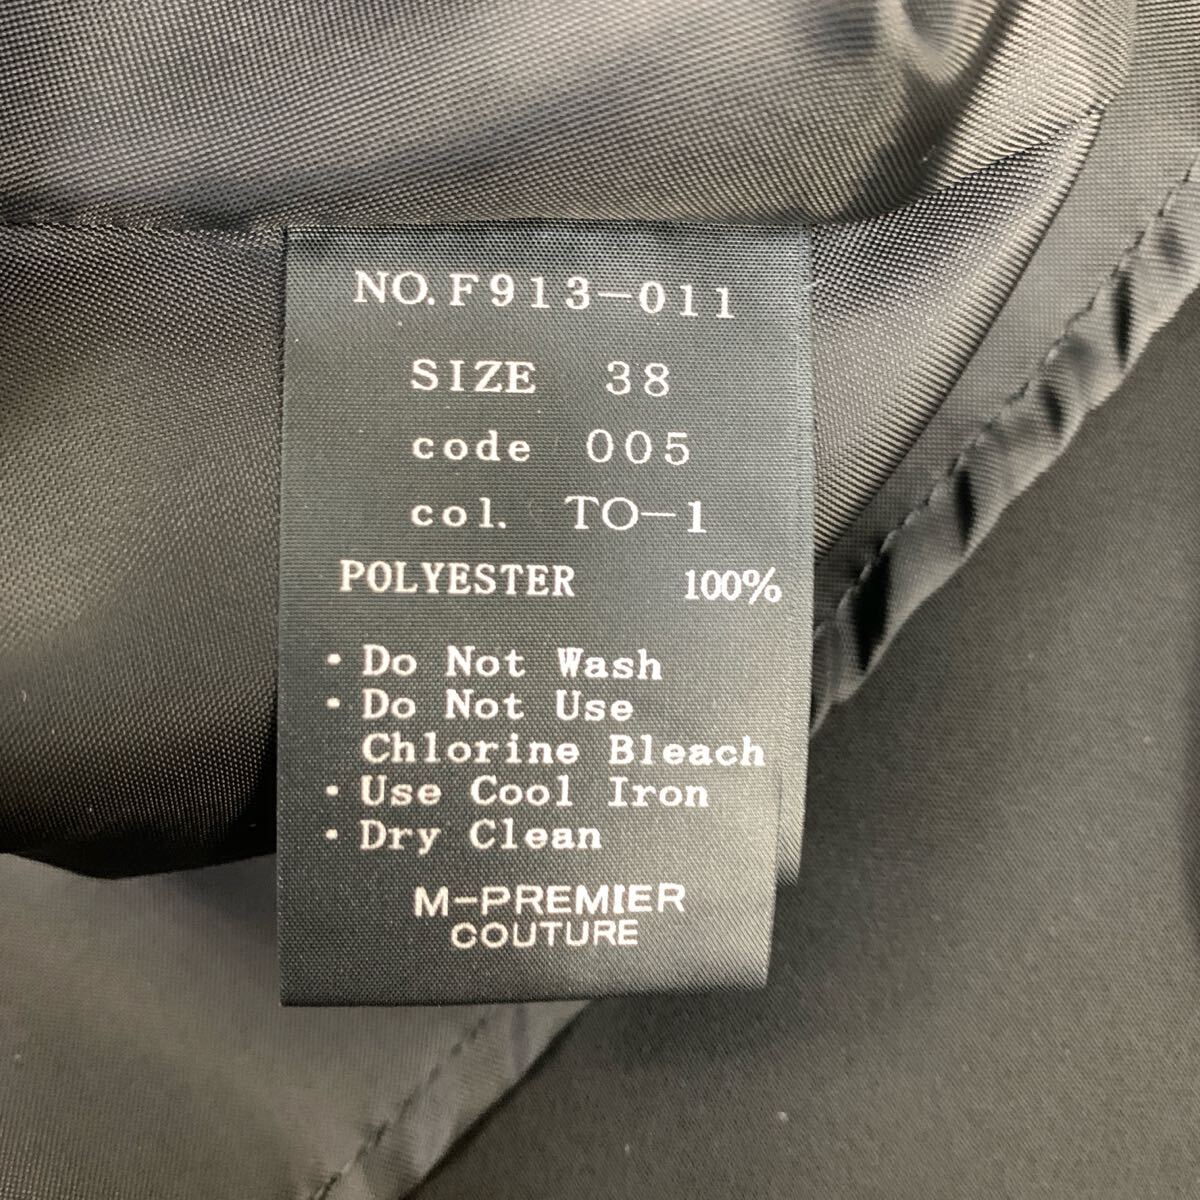 NO. F913-011
SIZE 38
code 005
col. TO-1
POLYESTER 100%
・Do Not Wash
・Do Not Use
Chlorine Bleach
・Use Cool Iron
・Dry Clean
M-PREMIER
COUTURE